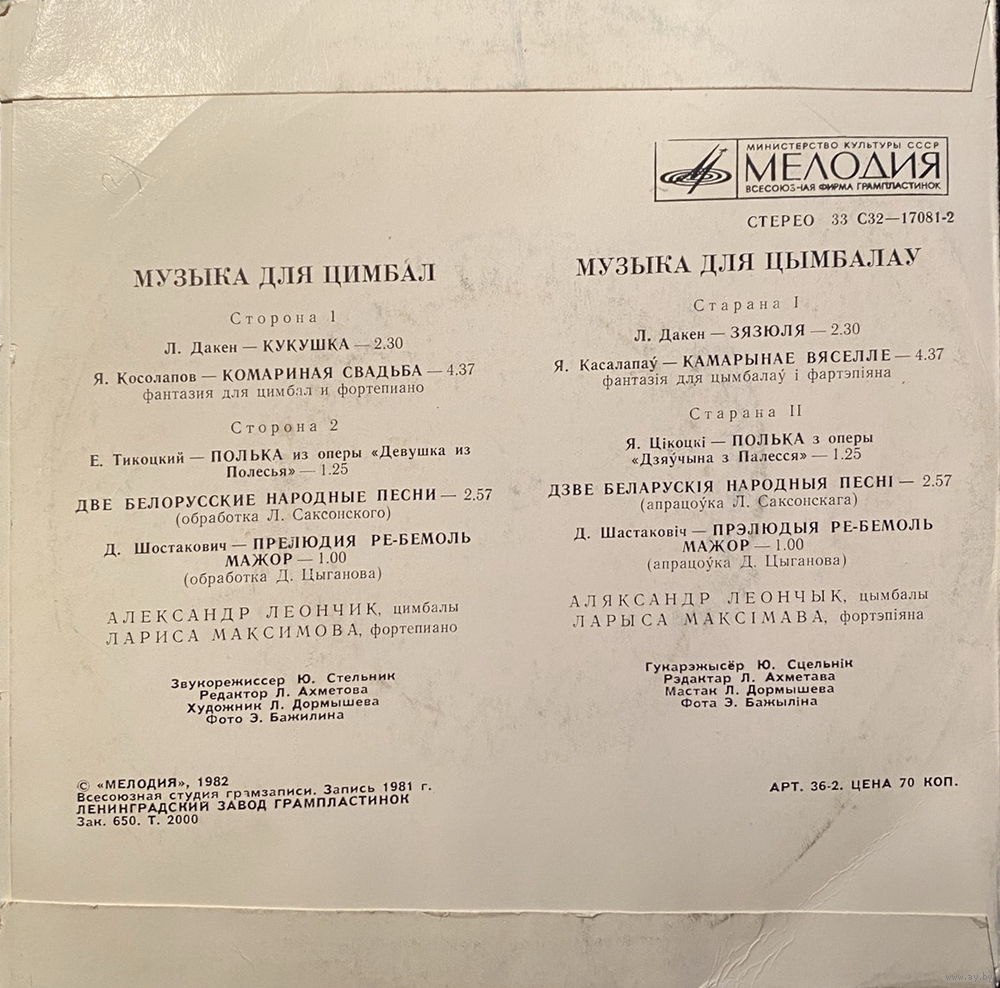 МИНИСТЕРСТВО КУЛЬТУРЫ СССР
МЕЛОДИЯ
ВСЕСОЮЗНАЯ ФИРМА ГРАМПЛАСТИНОК
СТЕРЕО 33 С32—17081-2
МУЗЫКА ДЛЯ ЦИМБАЛ
Сторона 1
Л. Дакен — КУКУШКА — 2.30
Я. Косолапов — КОМАРИНАЯ СВАДЬБА — 4.37
фантазия для цимбал и фортепиано
Сторона 2
Е. Тикоцкий — ПОЛЬКА из оперы «Девушка из
Полесья» — 1.25
ДВЕ БЕЛОРУССКИЕ НАРОДНЫЕ ПЕСНИ — 2.57
(обработка Л. Саксонского)
Д. Шостакович — ПРЕЛЮДИЯ РЕ-БЕМОЛЬ
МАЖОР — 1.00
(обработка Д. Цыганова)
АЛЕКСАНДР ЛЕОНЧИК, цимбалы
ЛАРИСА МАКСИМОВА, фортепиано
Звукорежиссер Ю. Стельник
Редактор Л. Ахметова
Художник Л. Дормышева
Фото Э. Бажилина
МУЗЫКА ДЛЯ ЦЫМБАЛАУ
Старана I
Л. Дакен — ЗЯЗЮЛЯ — 2.30
Я. Касалапаў — КАМАРЫНАЕ ВЯСЕЛЛЕ — 4.37
фантазія для цымбалаў і фартэпіяна
Старана II
Я. Цікоцкі — ПОЛЬКА з оперы
«Дзяўчына з Палесся» — 1.25
ДЗВЕ БЕЛАРУСКІЯ НАРОДНЫЯ ПЕСНІ — 2.57
(апрацоўка Л. Саксонскага)
Д. Шастаковіч — ПРЭЛЮДЫЯ РЕ-БЕМОЛЬ
МАЖОР — 1.00
(апрацоўка Д. Цыганова)
АЛЯКСАНДР ЛЕОНЧЫК, цымбалы
ЛАРЫСА МАКСІМАВА, фортэпіяна
Гукарэжысёр Ю. Сцельнік
Рэдактар Л. Ахметава
Мастак Л. Дормышева
Фота Э. Бажыліна
© «МЕЛОДИЯ», 1982
Всесоюзная студия грамзаписи. Запись 1981 г.
ЛЕНИНГРАДСКИЙ ЗАВОД ГРАМПЛАСТИНОК
Зак. 650. Т. 2000
АРТ. 36-2. ЦЕНА 70 КОП.
www.ay.by